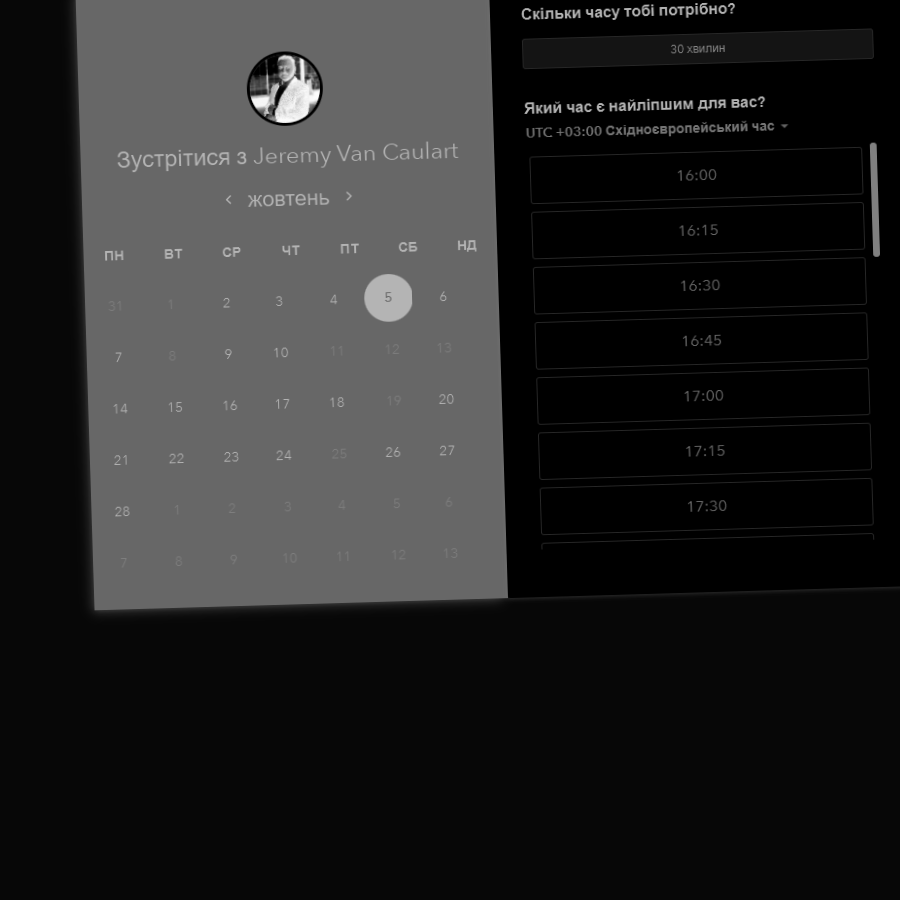 Зустрітися з Jeremy Van Caulart
жовтень
ПН ВТ СР ЧТ ПТ СБ НД
31 1 2 3 4 5 6
7 8 9 10 11 12 13
14 15 16 17 18 19 20
21 22 23 24 25 26 27
28 1 2 3 4 5 6
7 8 9 10 11 12 13
Скільки часу тобі потрібно?
30 хвилин
Який час є найліпшим для вас?
UTC +03:00 Східноєвропейський час
16:00
16:15
16:30
16:45
17:00
17:15
17:30